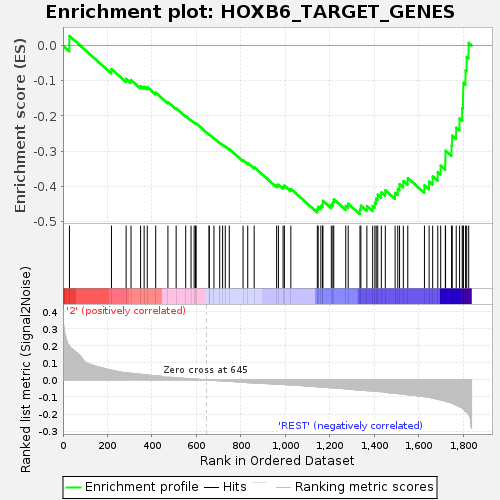 Enrichment plot: HOXB6_TARGET_GENES
Enrichment score (ES)
0.0
-0.1
-0.2
-0.3
-0.4
-0.5
Ranked list metric (Signal2Noise)
0.4
0.3
0.2
0.1
0.0
-0.1
-0.2
-0.3
'2' (positively correlated)
Zero cross at 645
'REST' (negatively correlated)
0 200 400 600 800 1,000 1,200 1,400 1,600 1,800
Rank in Ordered Dataset
Enrichment profile Hits Ranking metric scores